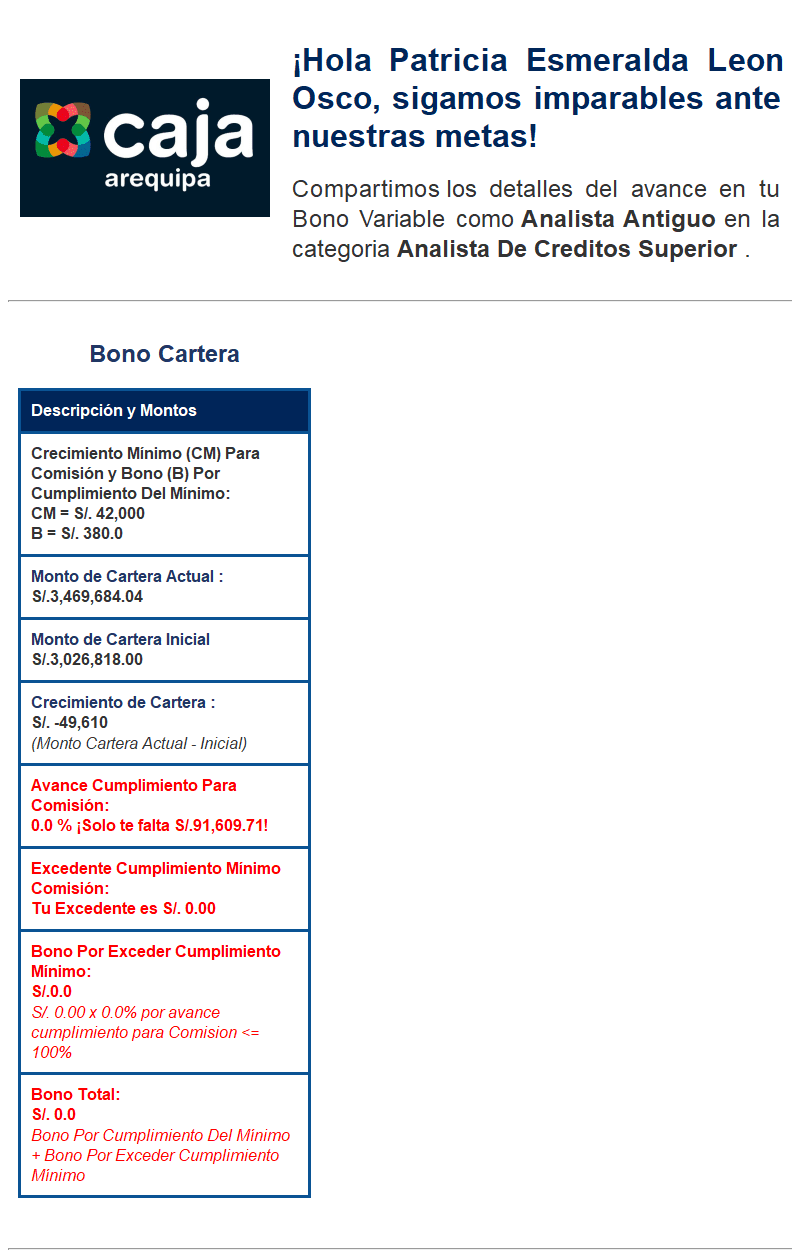 caja
arequipa
¡Hola Patricia Esmeralda Leon
Osco, sigamos imparables ante
nuestras metas!
Compartimos los detalles del avance en tu
Bono Variable como Analista Antiguo en la
categoria Analista De Creditos Superior .
Bono Cartera
Descripción y Montos
Crecimiento Mínimo (CM) Para
Comisión y Bono (B) Por
Cumplimiento Del Mínimo:
CM = S/. 42,000
B = S/. 380.0
Monto de Cartera Actual :
S/.3,469,684.04
Monto de Cartera Inicial
S/.3,026,818.00
Crecimiento de Cartera :
S/. -49,610
(Monto Cartera Actual - Inicial)
Avance Cumplimiento Para
Comisión:
0.0 % ¡Solo te falta S/.91,609.71!
Excedente Cumplimiento Mínimo
Comisión:
Tu Excedente es S/. 0.00
Bono Por Exceder Cumplimiento
Mínimo:
S/.0.0
S/. 0.00 x 0.0% por avance
cumplimiento para Comision <=
100%
Bono Total:
S/. 0.0
Bono Por Cumplimiento Del Mínimo
+ Bono Por Exceder Cumplimiento
Mínimo